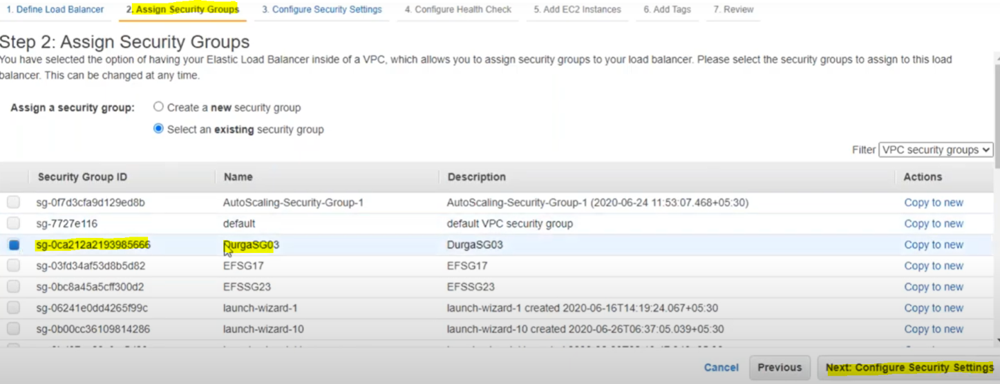 1. Define Load Balancer 2. Assign Security Groups 3. Configure Security Settings 4. Configure Health Check 5. Add EC2 Instances 6. Add Tags 7. Review
Step 2: Assign Security Groups
You have selected the option of having your Elastic Load Balancer inside of a VPC, which allows you to assign security groups to your load balancer. Please select the security groups to assign to this load
balancer. This can be changed at any time.
Assign a security group: Create a new security group
Select an existing security group
Filter VPC security groups
Security Group ID Name Description Actions
sg-0f7d3cfa9d129ed8b AutoScaling-Security-Group-1 AutoScaling-Security-Group-1 (2020-06-24 11:53:07.468+05:30) Copy to new
sg-7727e116 default default VPC security group Copy to new
sg-0ca212a2193985666 DurgaSG03 DurgaSG03 Copy to new
sg-03fd34af53d8b5d82 EFSG17 EFSG17 Copy to new
sg-0bc8a45a5cff300d2 EFSSG23 EFSSG23 Copy to new
sg-06241e0dd4265f99c launch-wizard-1 launch-wizard-1 created 2020-06-16T14:19:24.067+05:30 Copy to new
sg-0b00cc36109814286 launch-wizard-10 launch-wizard-10 created 2020-06-26T06:37:05.039+05:30 Copy to new
Cancel Previous Next: Configure Security Settings